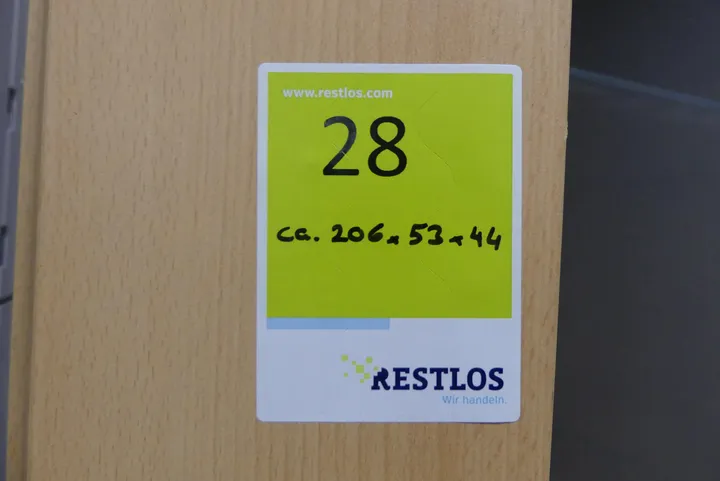 www.restlos.com
28
ca. 206 x 53 x 44
RESTLOS
Wir handeln.